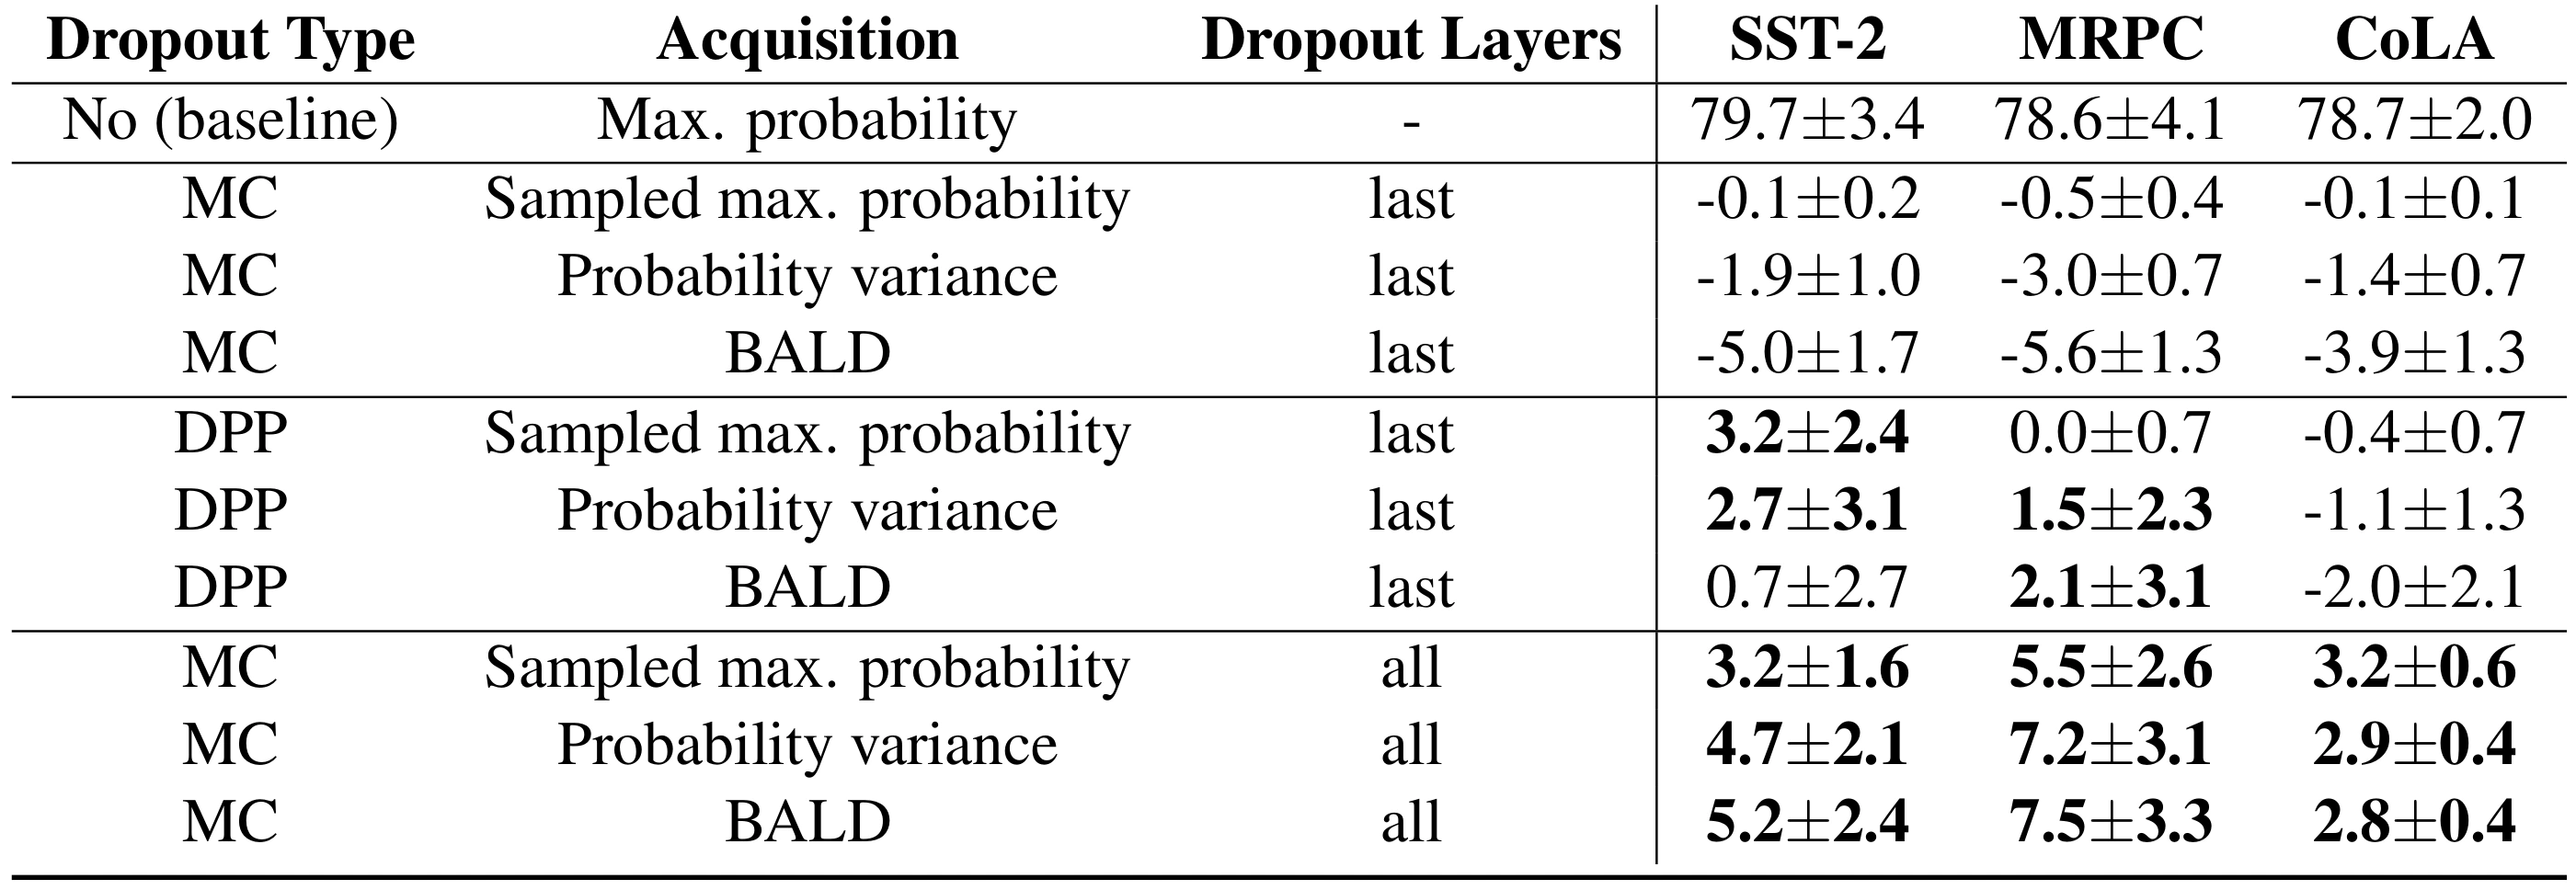 Dropout Type Acquisition Dropout Layers SST-2 MRPC CoLA
No (baseline) Max. probability - 79.7±3.4 78.6±4.1 78.7±2.0
MC Sampled max. probability last -0.1±0.2 -0.5±0.4 -0.1±0.1
MC Probability variance last -1.9±1.0 -3.0±0.7 -1.4±0.7
MC BALD last -5.0±1.7 -5.6±1.3 -3.9±1.3
DPP Sampled max. probability last 3.2±2.4 0.0±0.7 -0.4±0.7
DPP Probability variance last 2.7±3.1 1.5±2.3 -1.1±1.3
DPP BALD last 0.7±2.7 2.1±3.1 -2.0±2.1
MC Sampled max. probability all 3.2±1.6 5.5±2.6 3.2±0.6
MC Probability variance all 4.7±2.1 7.2±3.1 2.9±0.4
MC BALD all 5.2±2.4 7.5±3.3 2.8±0.4